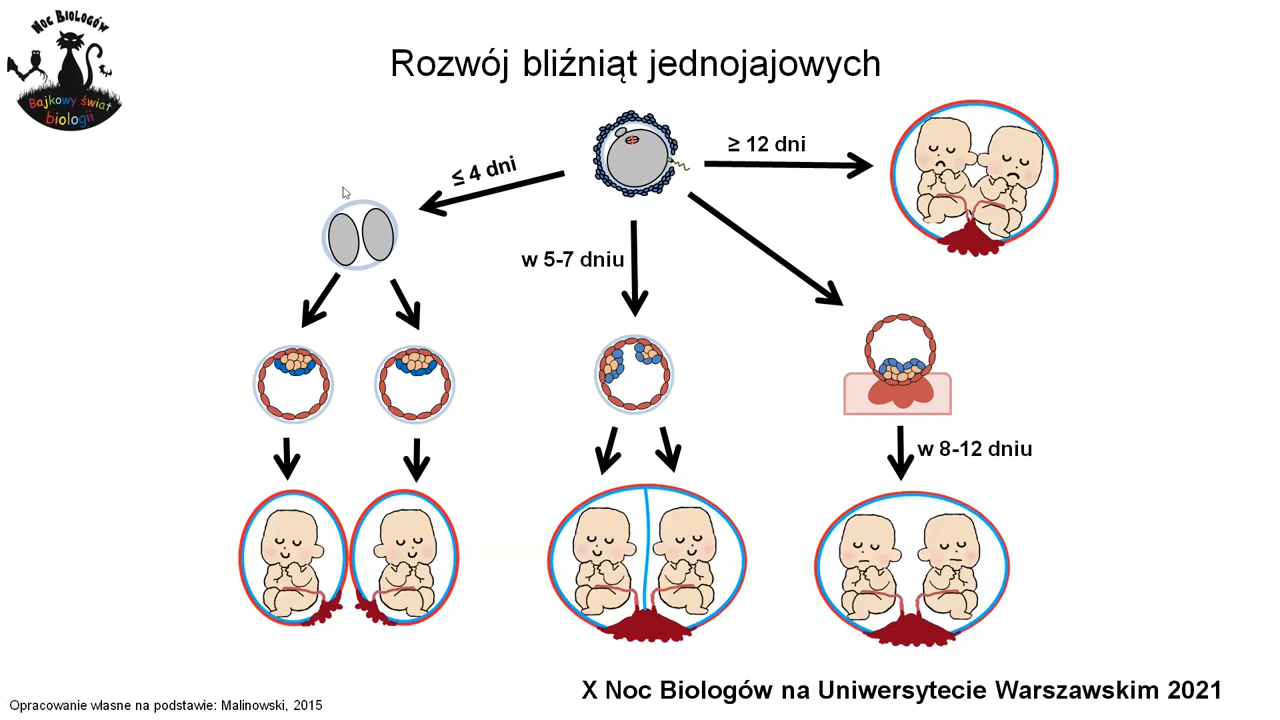 Noc Biologów
Bajkowy świat
biologii
Rozwój bliźniąt jednojajowych
≤ 4 dni
≥ 12 dni
w 5-7 dniu
w 8-12 dniu
X Noc Biologów na Uniwersytecie Warszawskim 2021
Opracowanie własne na podstawie: Malinowski, 2015